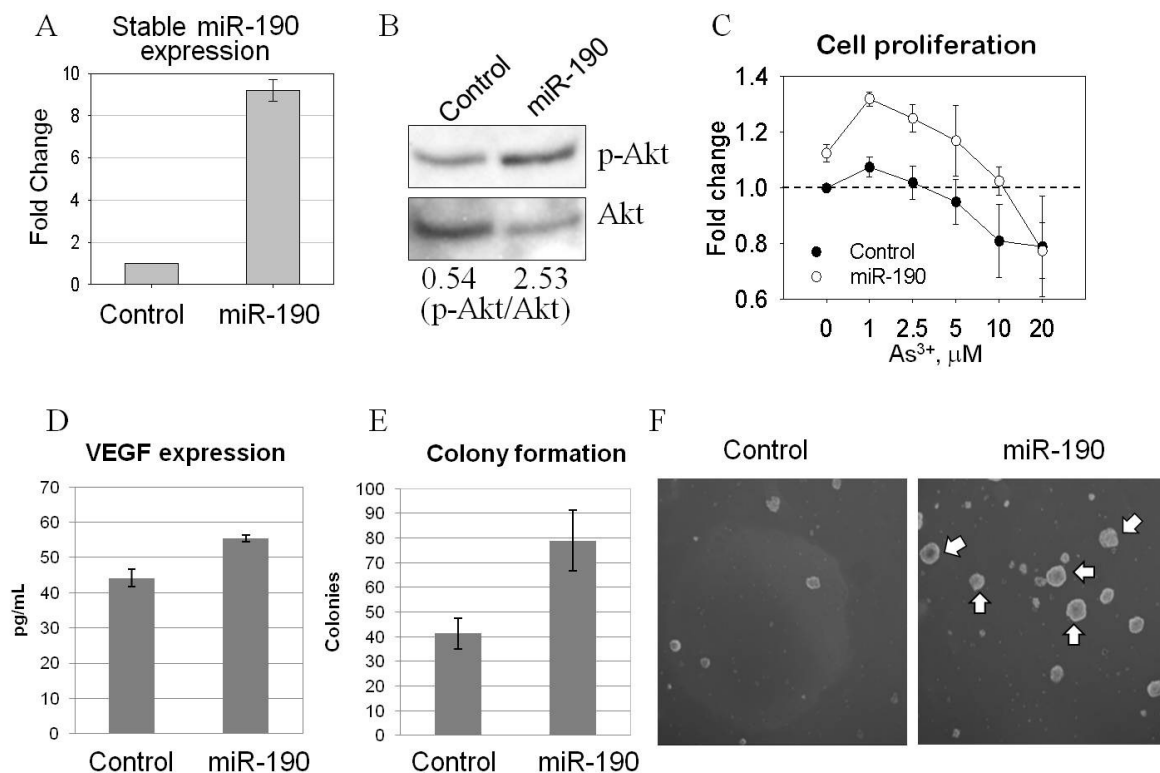 A
Stable miR-190
expression
Fold Change
10
8
6
4
2
0
Control miR-190
B
Control miR-190
p-Akt
Akt
0.54 2.53
(p-Akt/Akt)
C
Cell proliferation
Fold change
1.4
1.2
1.0
0.8
0.6
Control
miR-190
0 1 2.5 5 10 20
As³⁺, μM
D
VEGF expression
pg/mL
70
60
50
40
30
20
10
0
Control miR-190
E
Colony formation
Colonies
100
90
80
70
60
50
40
30
20
10
0
Control miR-190
F
Control miR-190